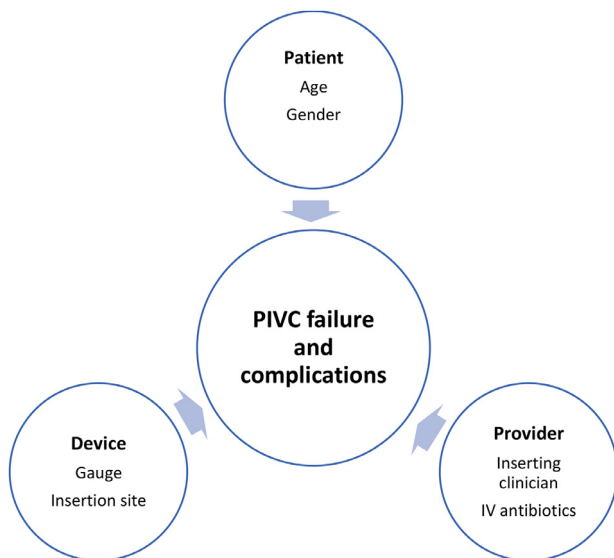 Patient
Age
Gender
PIVC failure
and
complications
Device
Gauge
Insertion site
Provider
Inserting
clinician
IV antibiotics